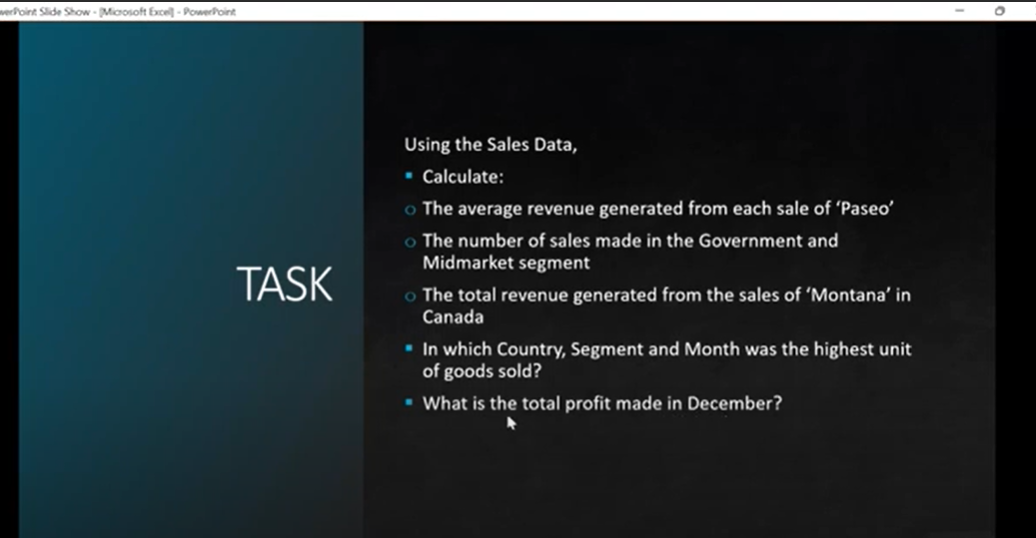 werPoint Slide Show - [Microsoft Excel] - PowerPoint
TASK
Using the Sales Data,
Calculate:
The average revenue generated from each sale of ‘Paseo’
The number of sales made in the Government and
Midmarket segment
The total revenue generated from the sales of ‘Montana’ in
Canada
In which Country, Segment and Month was the highest unit
of goods sold?
What is the total profit made in December?